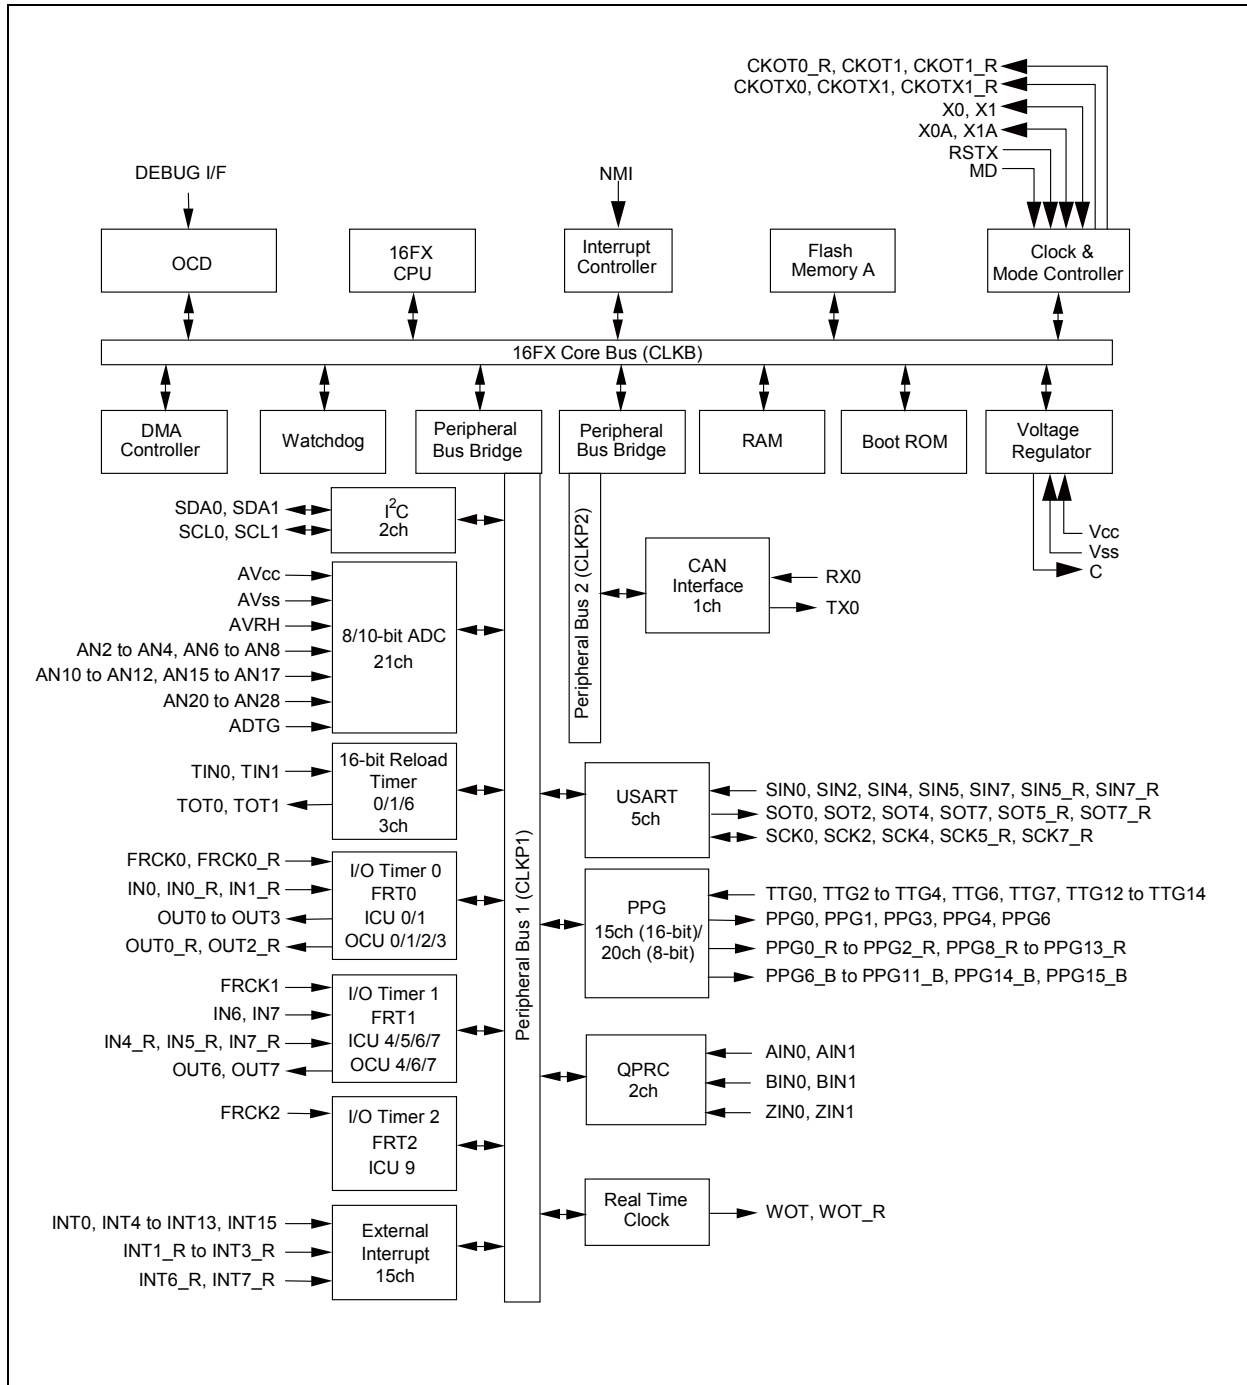 CKOT0_R, CKOT1, CKOT1_R
CKOTX0, CKOTX1, CKOTX1_R
X0, X1
X0A, X1A
RSTX
MD
DEBUG I/F
NMI
OCD
16FX
CPU
Interrupt
Controller
Flash
Memory A
Clock &
Mode Controller
16FX Core Bus (CLKB)
DMA
Controller
Watchdog
Peripheral
Bus Bridge
Peripheral
Bus Bridge
RAM
Boot ROM
Voltage
Regulator
Vcc
Vss
C
SDA0, SDA1
SCL0, SCL1
I²C
2ch
Peripheral Bus 1 (CLKP1)
Peripheral Bus 2 (CLKP2)
CAN
Interface
1ch
RX0
TX0
AVcc
AVss
AVRH
AN2 to AN4, AN6 to AN8
AN10 to AN12, AN15 to AN17
AN20 to AN28
ADTG
8/10-bit ADC
21ch
TIN0, TIN1
TOT0, TOT1
16-bit Reload
Timer
0/1/6
3ch
USART
5ch
SIN0, SIN2, SIN4, SIN5, SIN7, SIN5_R, SIN7_R
SOT0, SOT2, SOT4, SOT7, SOT5_R, SOT7_R
SCK0, SCK2, SCK4, SCK5_R, SCK7_R
FRCK0, FRCK0_R
IN0, IN0_R, IN1_R
OUT0 to OUT3
OUT0_R, OUT2_R
I/O Timer 0
FRT0
ICU 0/1
OCU 0/1/2/3
PPG
15ch (16-bit)/
20ch (8-bit)
TTG0, TTG2 to TTG4, TTG6, TTG7, TTG12 to TTG14
PPG0, PPG1, PPG3, PPG4, PPG6
PPG0_R to PPG2_R, PPG8_R to PPG13_R
PPG6_B to PPG11_B, PPG14_B, PPG15_B
FRCK1
IN6, IN7
IN4_R, IN5_R, IN7_R
OUT6, OUT7
I/O Timer 1
FRT1
ICU 4/5/6/7
OCU 4/6/7
QPRC
2ch
AIN0, AIN1
BIN0, BIN1
ZIN0, ZIN1
FRCK2
I/O Timer 2
FRT2
ICU 9
Real Time
Clock
WOT, WOT_R
INT0, INT4 to INT13, INT15
INT1_R to INT3_R
INT6_R, INT7_R
External
Interrupt
15ch